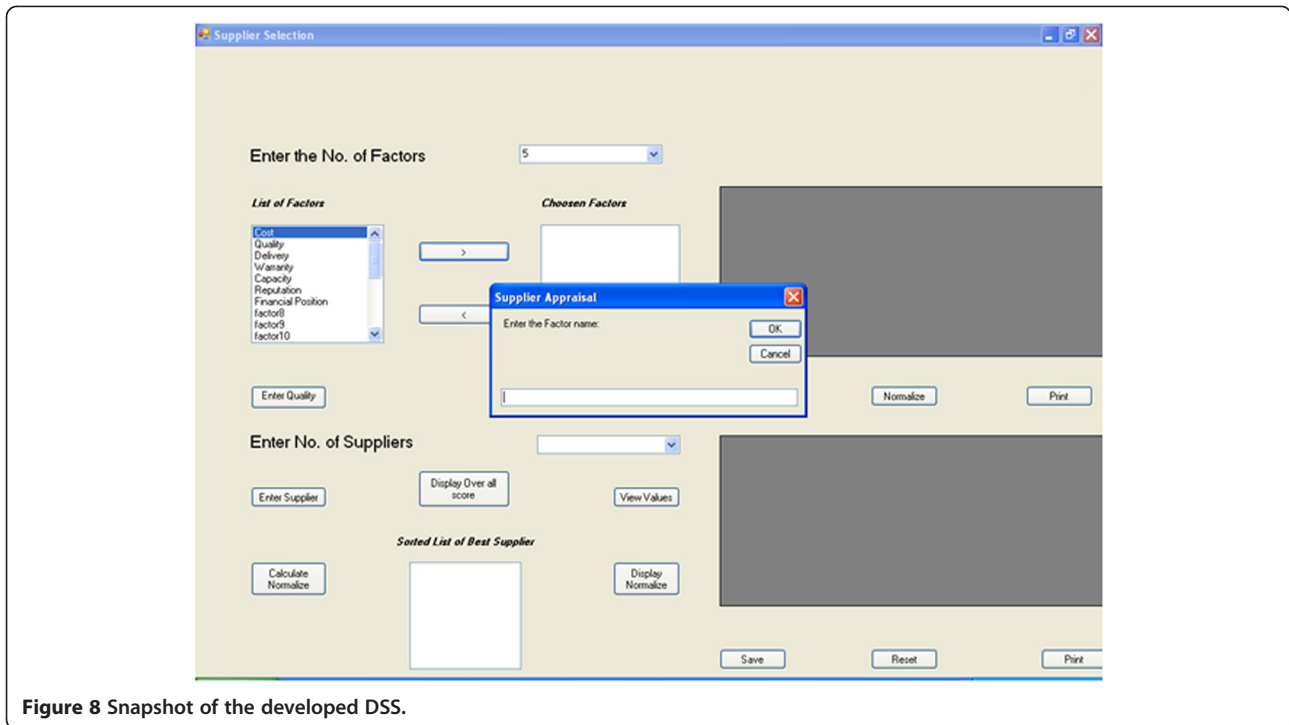 Supplier Selection
Enter the No. of Factors
5
List of Factors
Choosen Factors
Cost
Quality
Delivery
Warranty
Capacity
Reputation
Financial Position
factor8
factor9
factor10
>
<
Supplier Appraisal
Enter the Factor name:
OK
Cancel
Enter Quality
Normalize
Print
Enter No. of Suppliers
Enter Supplier
Display Over all
score
View Values
Sorted List of Best Supplier
Calculate
Normalize
Display
Normalize
Save
Reset
Print
Figure 8 Snapshot of the developed DSS.